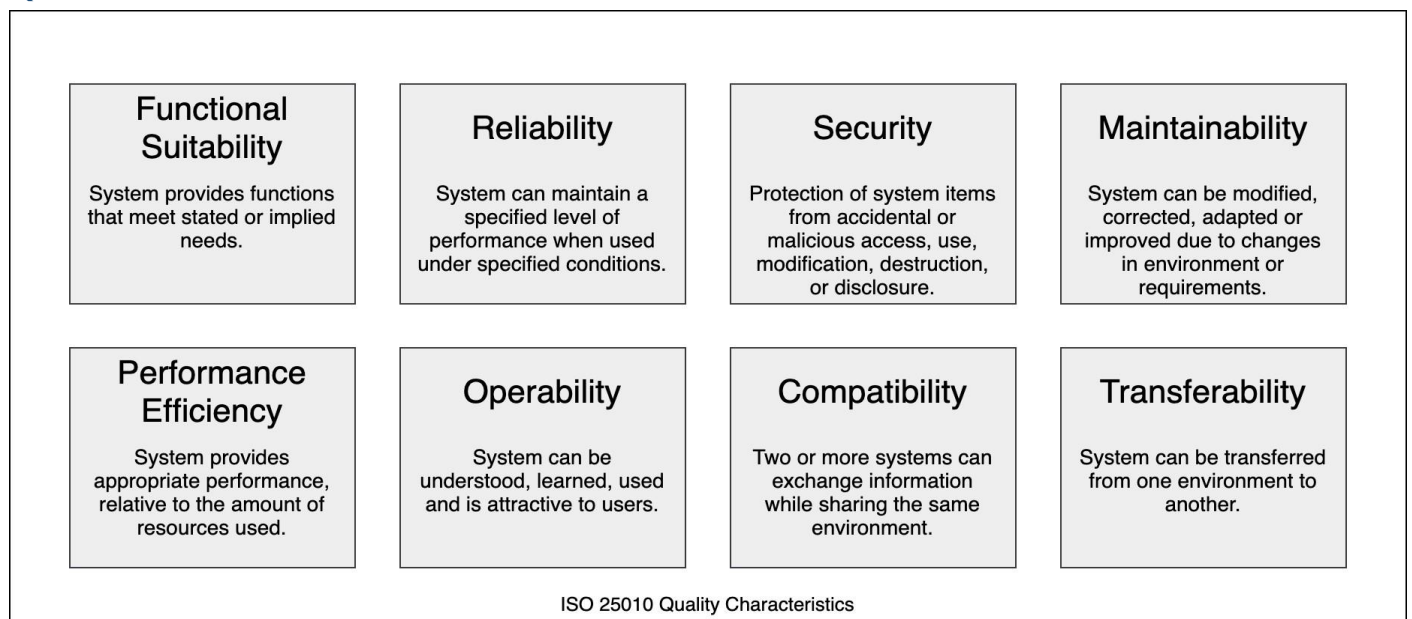 Functional
Suitability
System provides functions
that meet stated or implied
needs.
Reliability
System can maintain a
specified level of
performance when used
under specified conditions.
Security
Protection of system items
from accidental or
malicious access, use,
modification, destruction,
or disclosure.
Maintainability
System can be modified,
corrected, adapted or
improved due to changes
in environment or
requirements.
Performance
Efficiency
System provides
appropriate performance,
relative to the amount of
resources used.
Operability
System can be
understood, learned, used
and is attractive to users.
Compatibility
Two or more systems can
exchange information
while sharing the same
environment.
Transferability
System can be transferred
from one environment to
another.
ISO 25010 Quality Characteristics